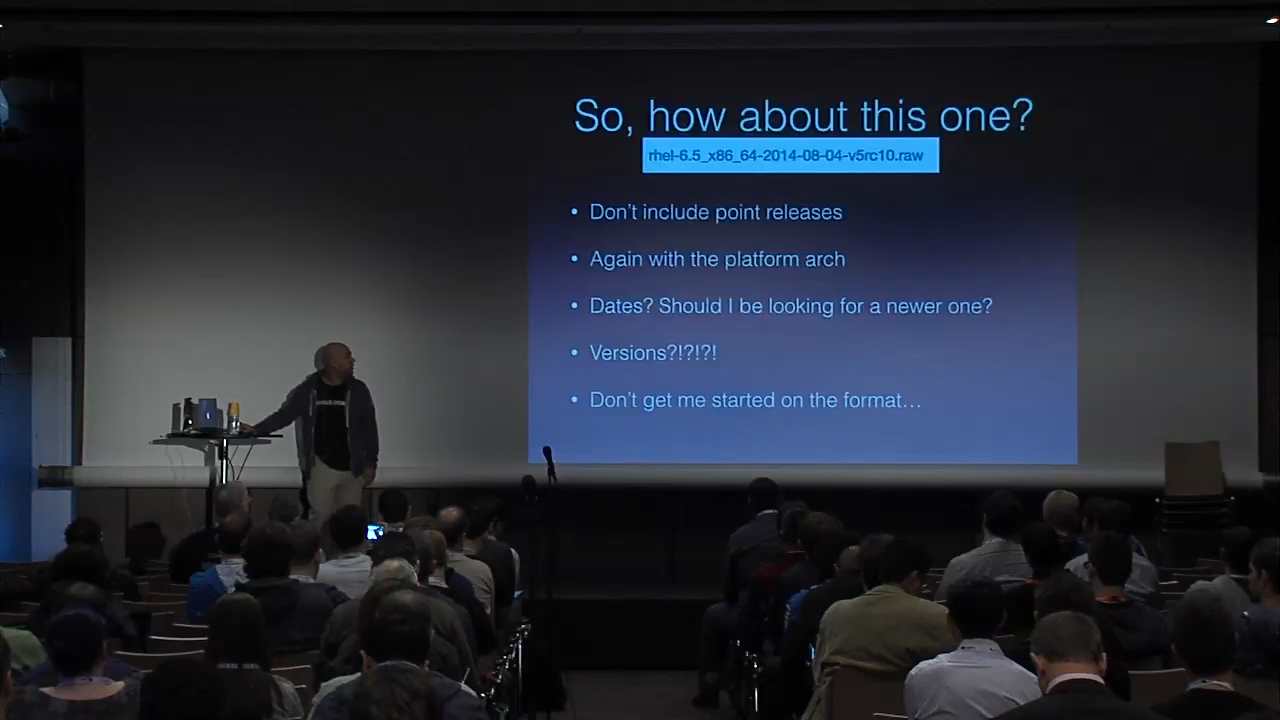 So, how about this one?
rhel-6.5_x86_64-2014-08-04-v5rc10.raw
• Don't include point releases
• Again with the platform arch
• Dates? Should I be looking for a newer one?
• Versions?!?!?!
• Don't get me started on the format…